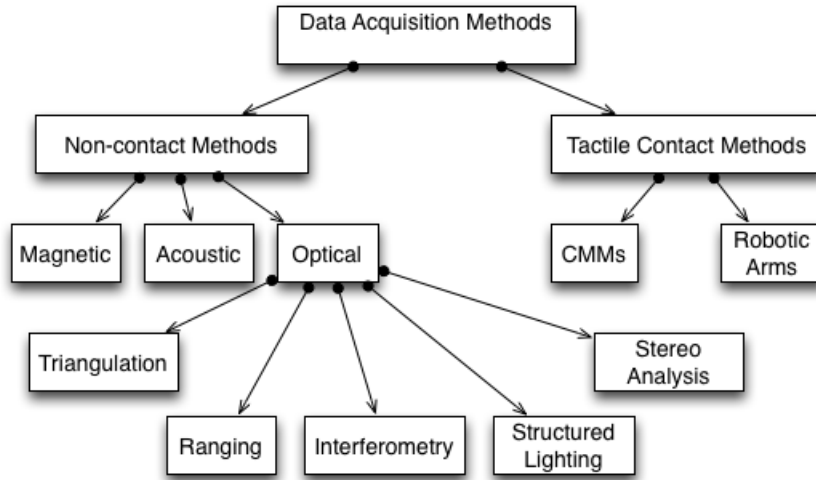 Data Acquisition Methods
Non-contact Methods
Tactile Contact Methods
Magnetic
Acoustic
Optical
CMMs
Robotic
Arms
Triangulation
Stereo
Analysis
Ranging
Interferometry
Structured
Lighting